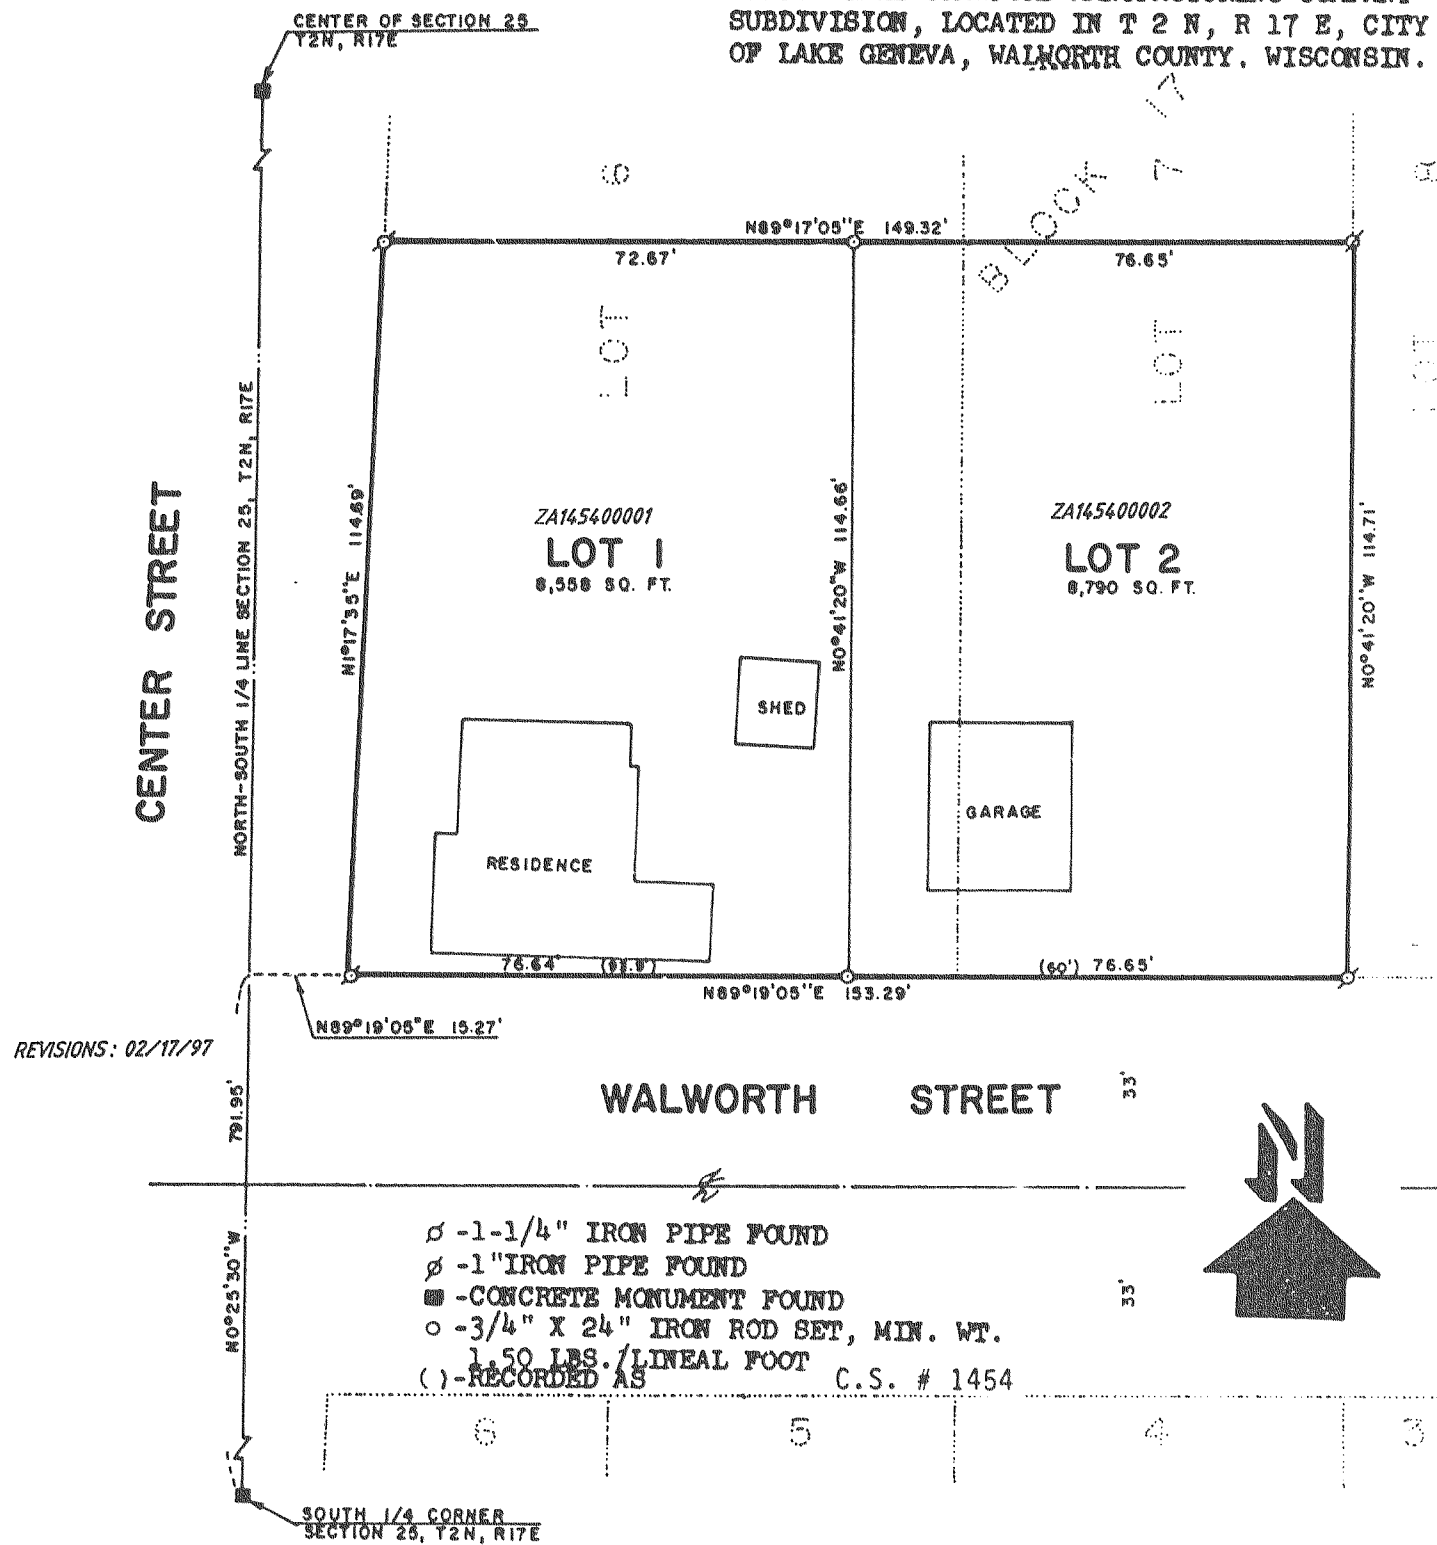 CENTER OF SECTION 25
T2N, R17E
SUBDIVISION, LOCATED IN T 2 N, R 17 E, CITY
OF LAKE GENEVA, WALWORTH COUNTY. WISCONSIN.
6
BLOCK 17
7
8
N89°17'05"E 149.32'
72.67'
76.65'
LOT
LOT
LOT
CENTER STREET
NORTH-SOUTH 1/4 LINE SECTION 25, T2N, R17E
N1°17'35"E 114.69'
ZA145400001
LOT 1
8,558 SQ. FT.
N0°41'20"W 114.66'
ZA145400002
LOT 2
8,790 SQ. FT.
N0°41'20"W 114.71'
SHED
GARAGE
RESIDENCE
76.64'
(60') 76.65'
N89°19'05"E 153.29'
N89°19'05"E 15.27'
REVISIONS: 02/17/97
791.95'
WALWORTH STREET
33'
N0°25'30"W
-1-1/4" IRON PIPE FOUND
-1"IRON PIPE FOUND
-CONCRETE MONUMENT FOUND
-3/4" X 24" IRON ROD SET, MIN. WT.
1.50 LBS./LINEAL FOOT
( )-RECORDED AS
C.S. # 1454
33'
N
6
5
4
3
SOUTH 1/4 CORNER
SECTION 25, T2N, R17E